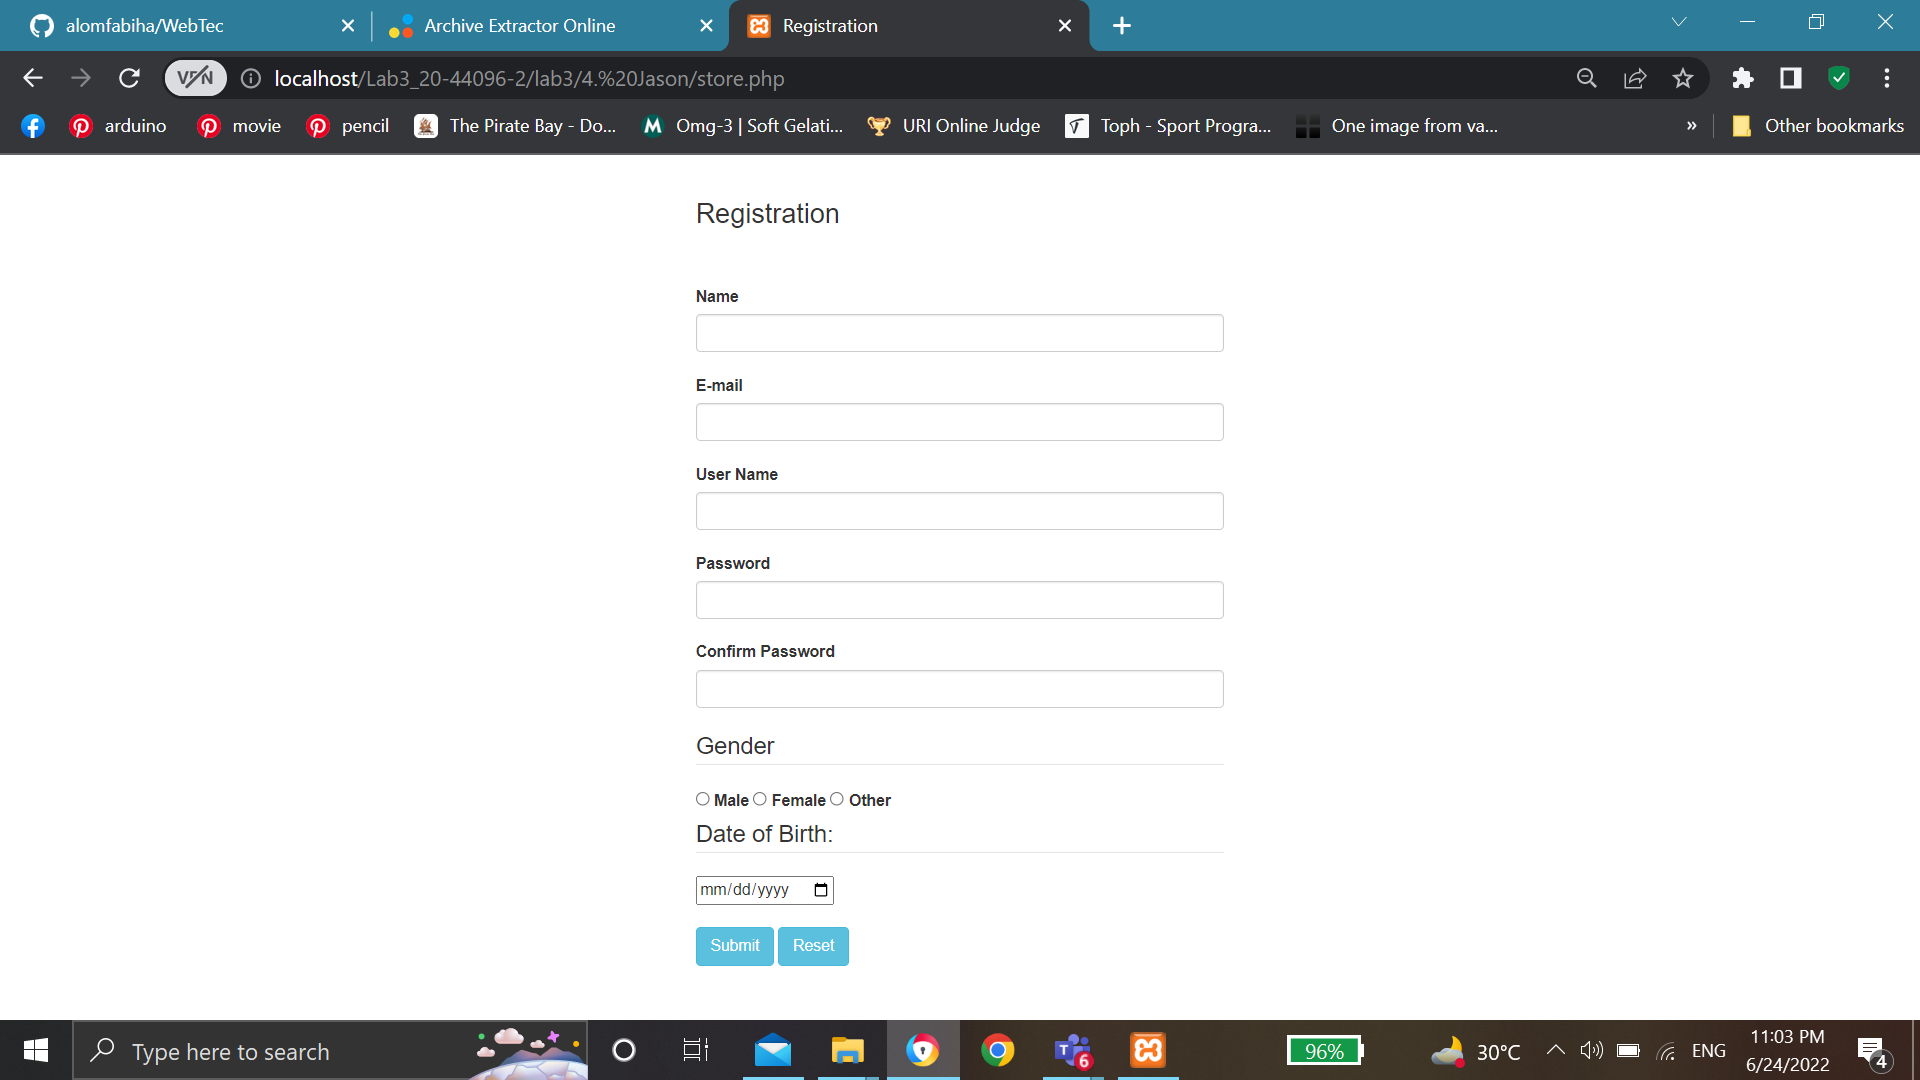 alomfabiha/WebTec
Archive Extractor Online
Registration
VPN
localhost/Lab3_20-44096-2/lab3/4.%20Jason/store.php
arduino
movie
pencil
The Pirate Bay - Do...
Omg-3 | Soft Gelati...
URI Online Judge
Toph - Sport Progra...
One image from va...
»
Other bookmarks
Registration
Name
E-mail
User Name
Password
Confirm Password
Gender
Male Female Other
Date of Birth:
mm/dd/yyyy
Submit Reset
Type here to search
6
96%
30°C
ENG
11:03 PM
6/24/2022
4